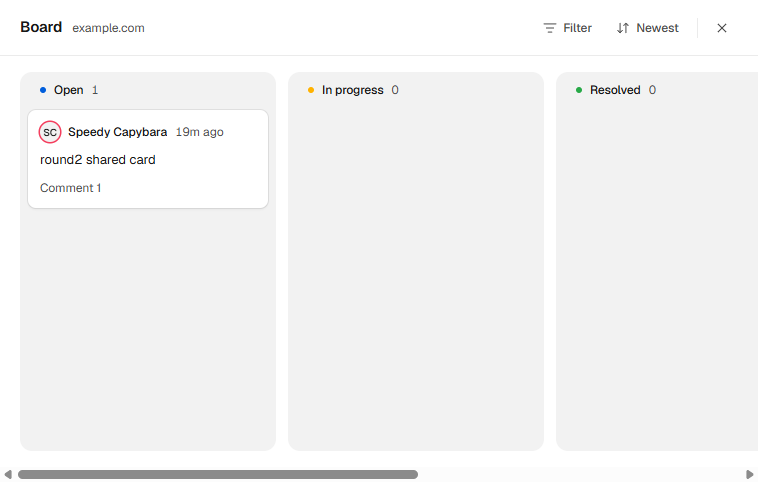 Board example.com Filter Newest
Open 1 In progress 0 Resolved 0
SC Speedy Capybara 19m ago
round2 shared card
Comment 1